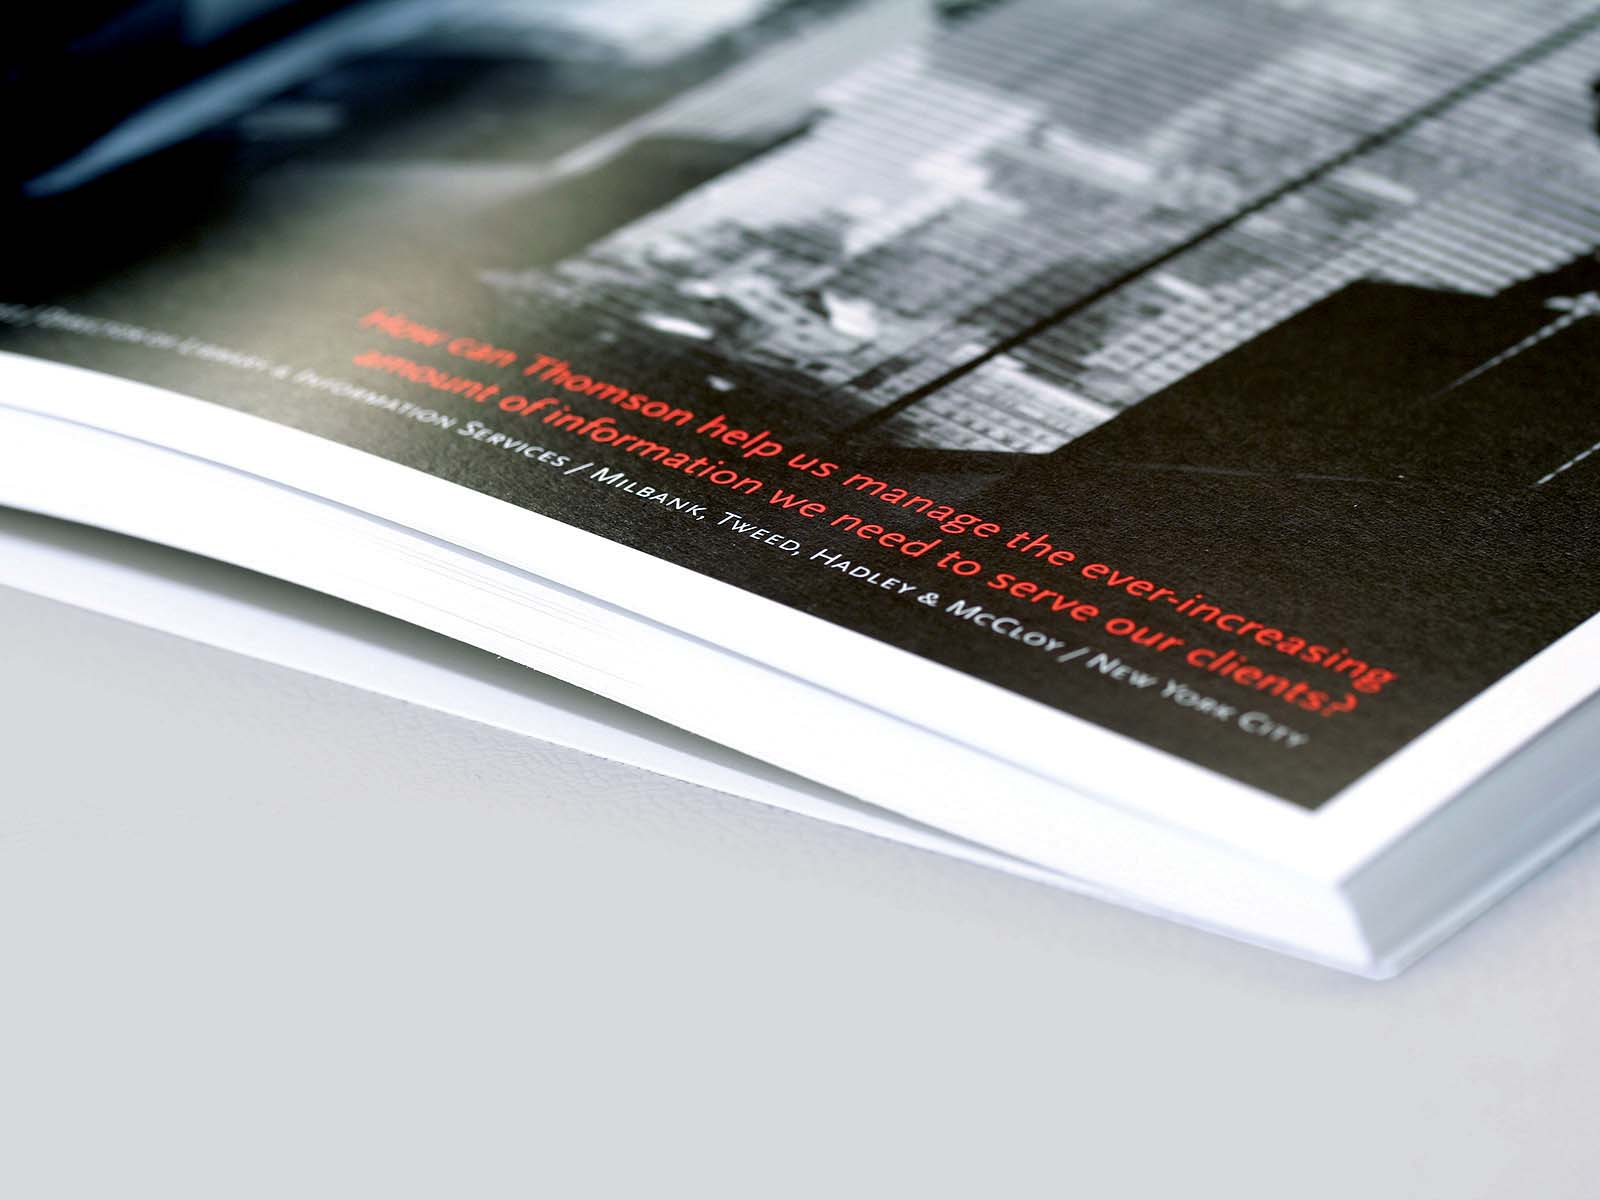 How can Thomson help us manage the ever-increasing
amount of information we need to serve our clients?
/ Director of Library & Information Services / Milbank, Tweed, Hadley & McCloy / New York City